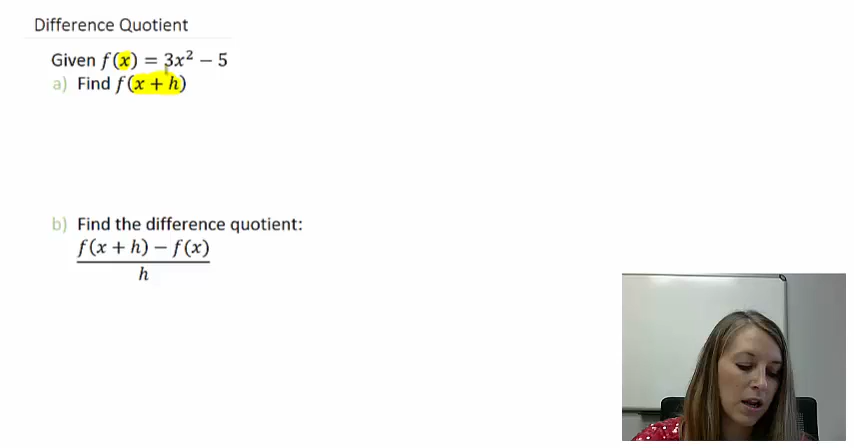 Difference Quotient
Given f(x) = 3x² − 5
a) Find f(x + h)
b) Find the difference quotient:
f(x + h) − f(x)
h